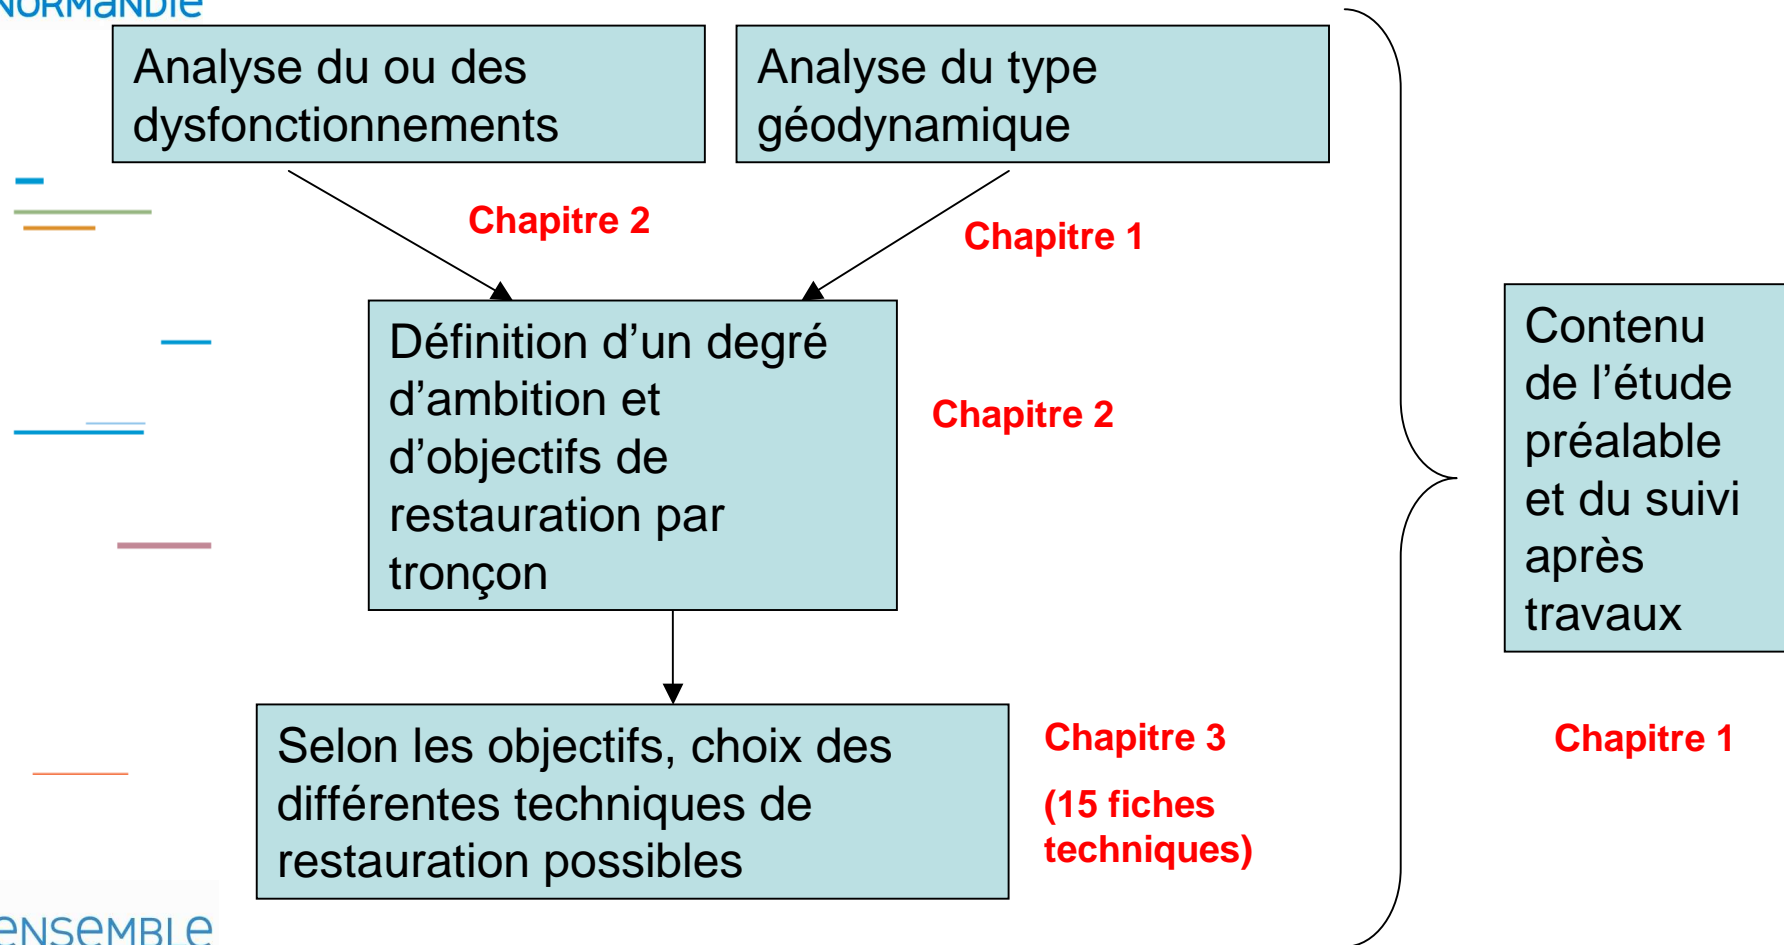 NORMANDIE
Analyse du ou des
dysfonctionnements
Analyse du type
géodynamique
Chapitre 2
Chapitre 1
Définition d’un degré
d’ambition et
d’objectifs de
restauration par
tronçon
Chapitre 2
Contenu
de l’étude
préalable
et du suivi
après
travaux
Chapitre 1
Selon les objectifs, choix des
différentes techniques de
restauration possibles
Chapitre 3
(15 fiches
techniques)
ENSEMBLE